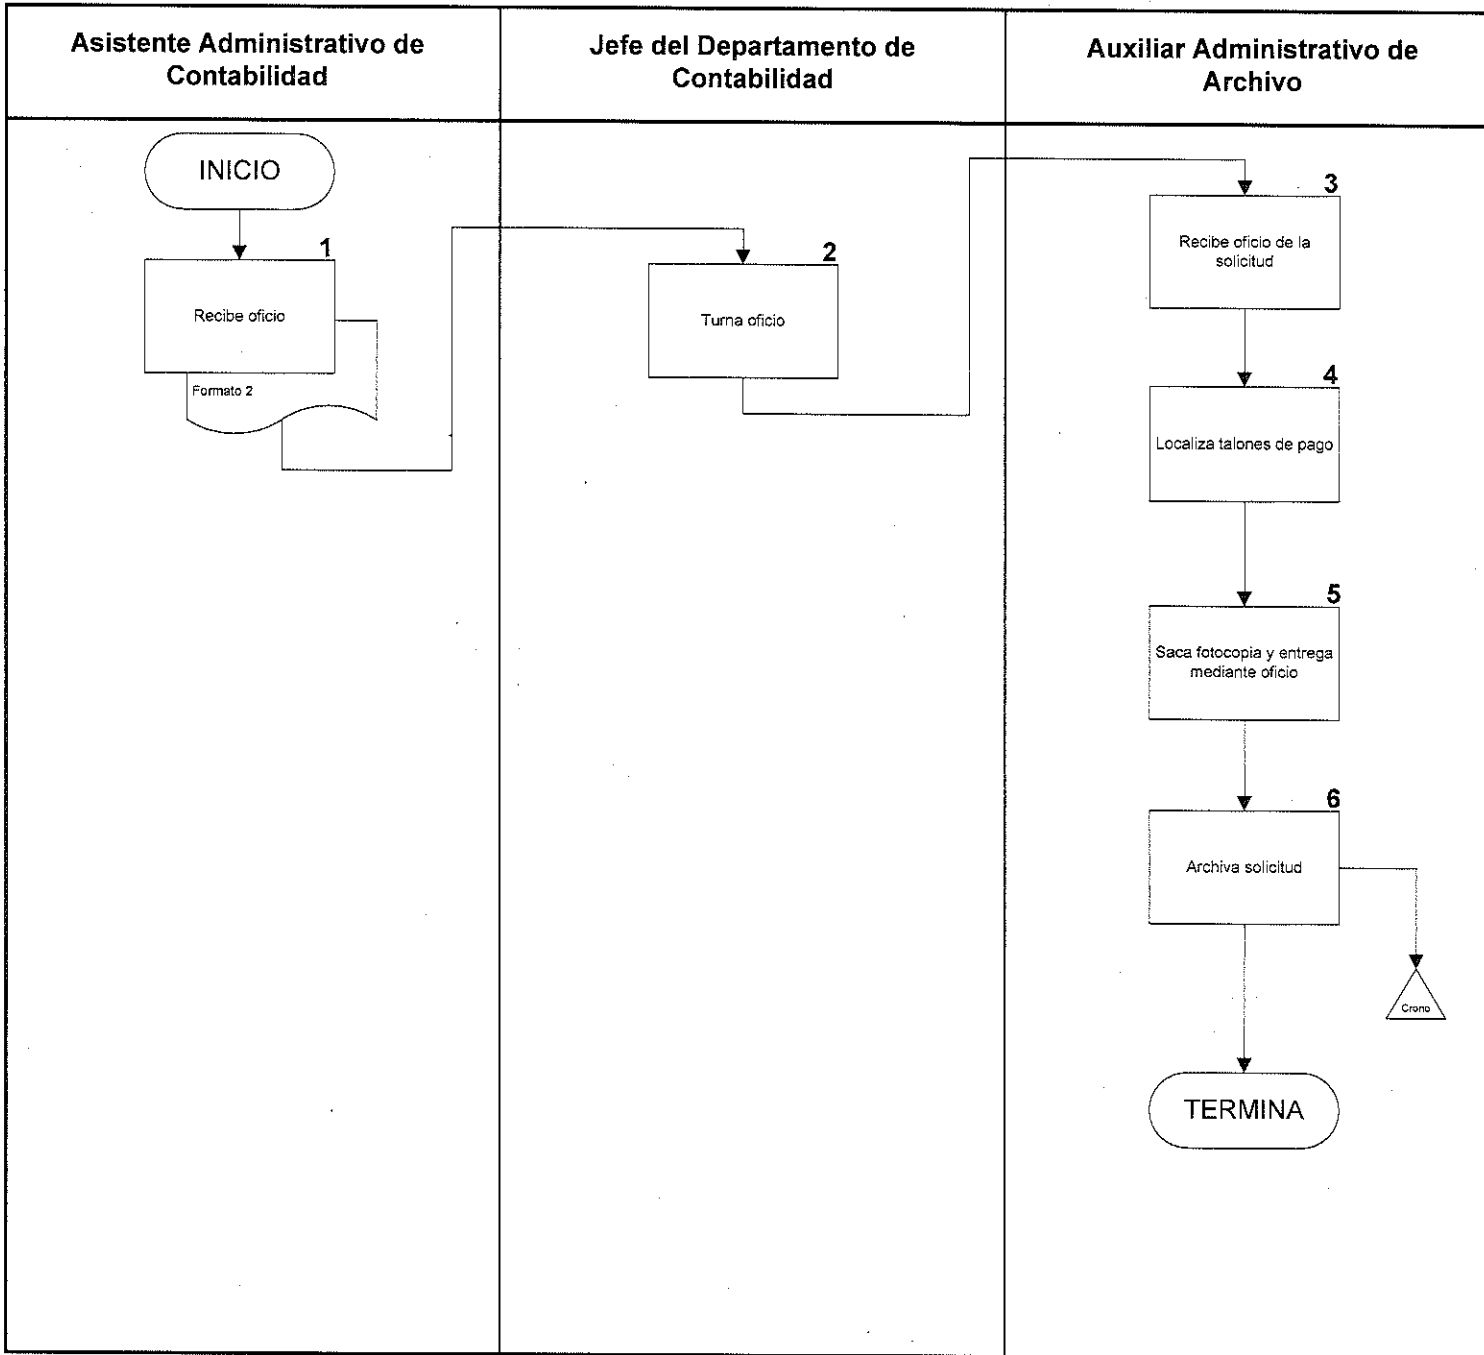 Asistente Administrativo de
Contabilidad
Jefe del Departamento de
Contabilidad
Auxiliar Administrativo de
Archivo
INICIO
1
Recibe oficio
Formato 2
2
Turna oficio
3
Recibe oficio de la
solicitud
4
Localiza talones de pago
5
Saca fotocopia y entrega
mediante oficio
6
Archiva solicitud
Crono
TERMINA